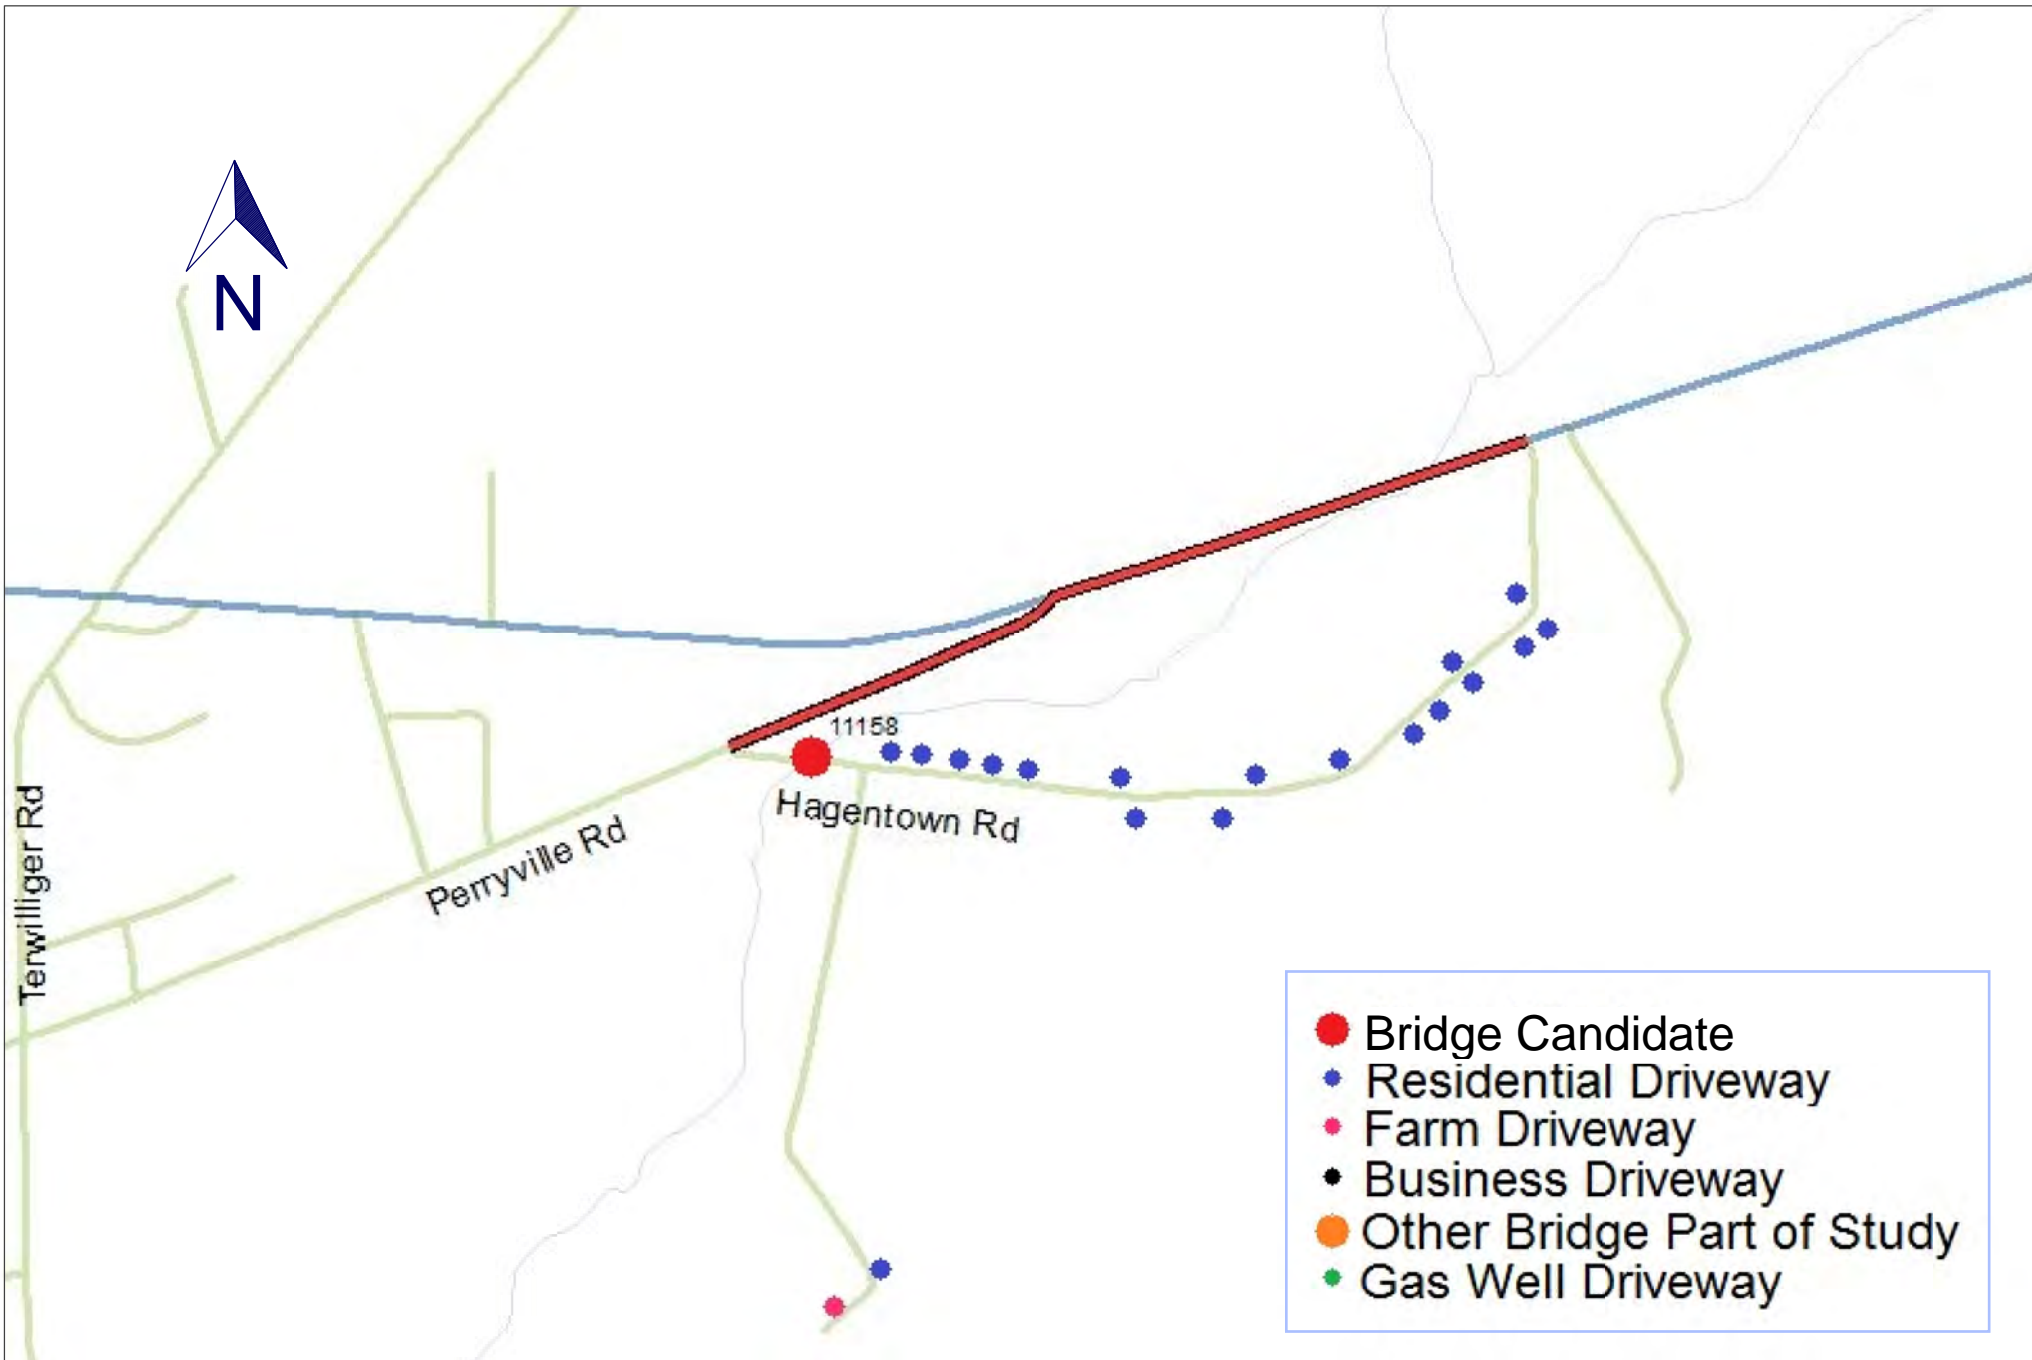 N
11158
Hagentown Rd
Perryville Rd
Terwilliger Rd
Bridge Candidate
Residential Driveway
Farm Driveway
Business Driveway
Other Bridge Part of Study
Gas Well Driveway